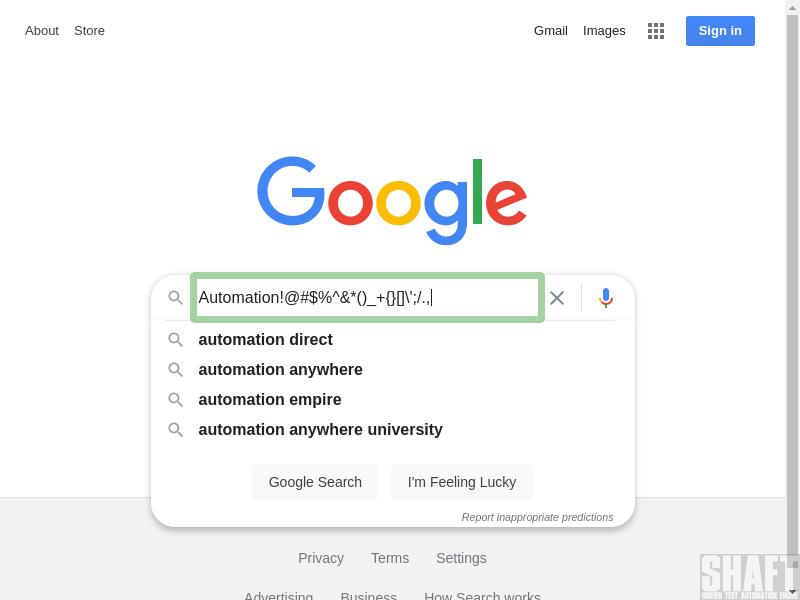 About Store Gmail Images Sign in
Google
Automation!@#$%^&*()_+{}[]\';/.,
automation direct
automation anywhere
automation empire
automation anywhere university
Google Search I'm Feeling Lucky
Report inappropriate predictions
Privacy Terms Settings
Advertising Business How Search works
SHAFT